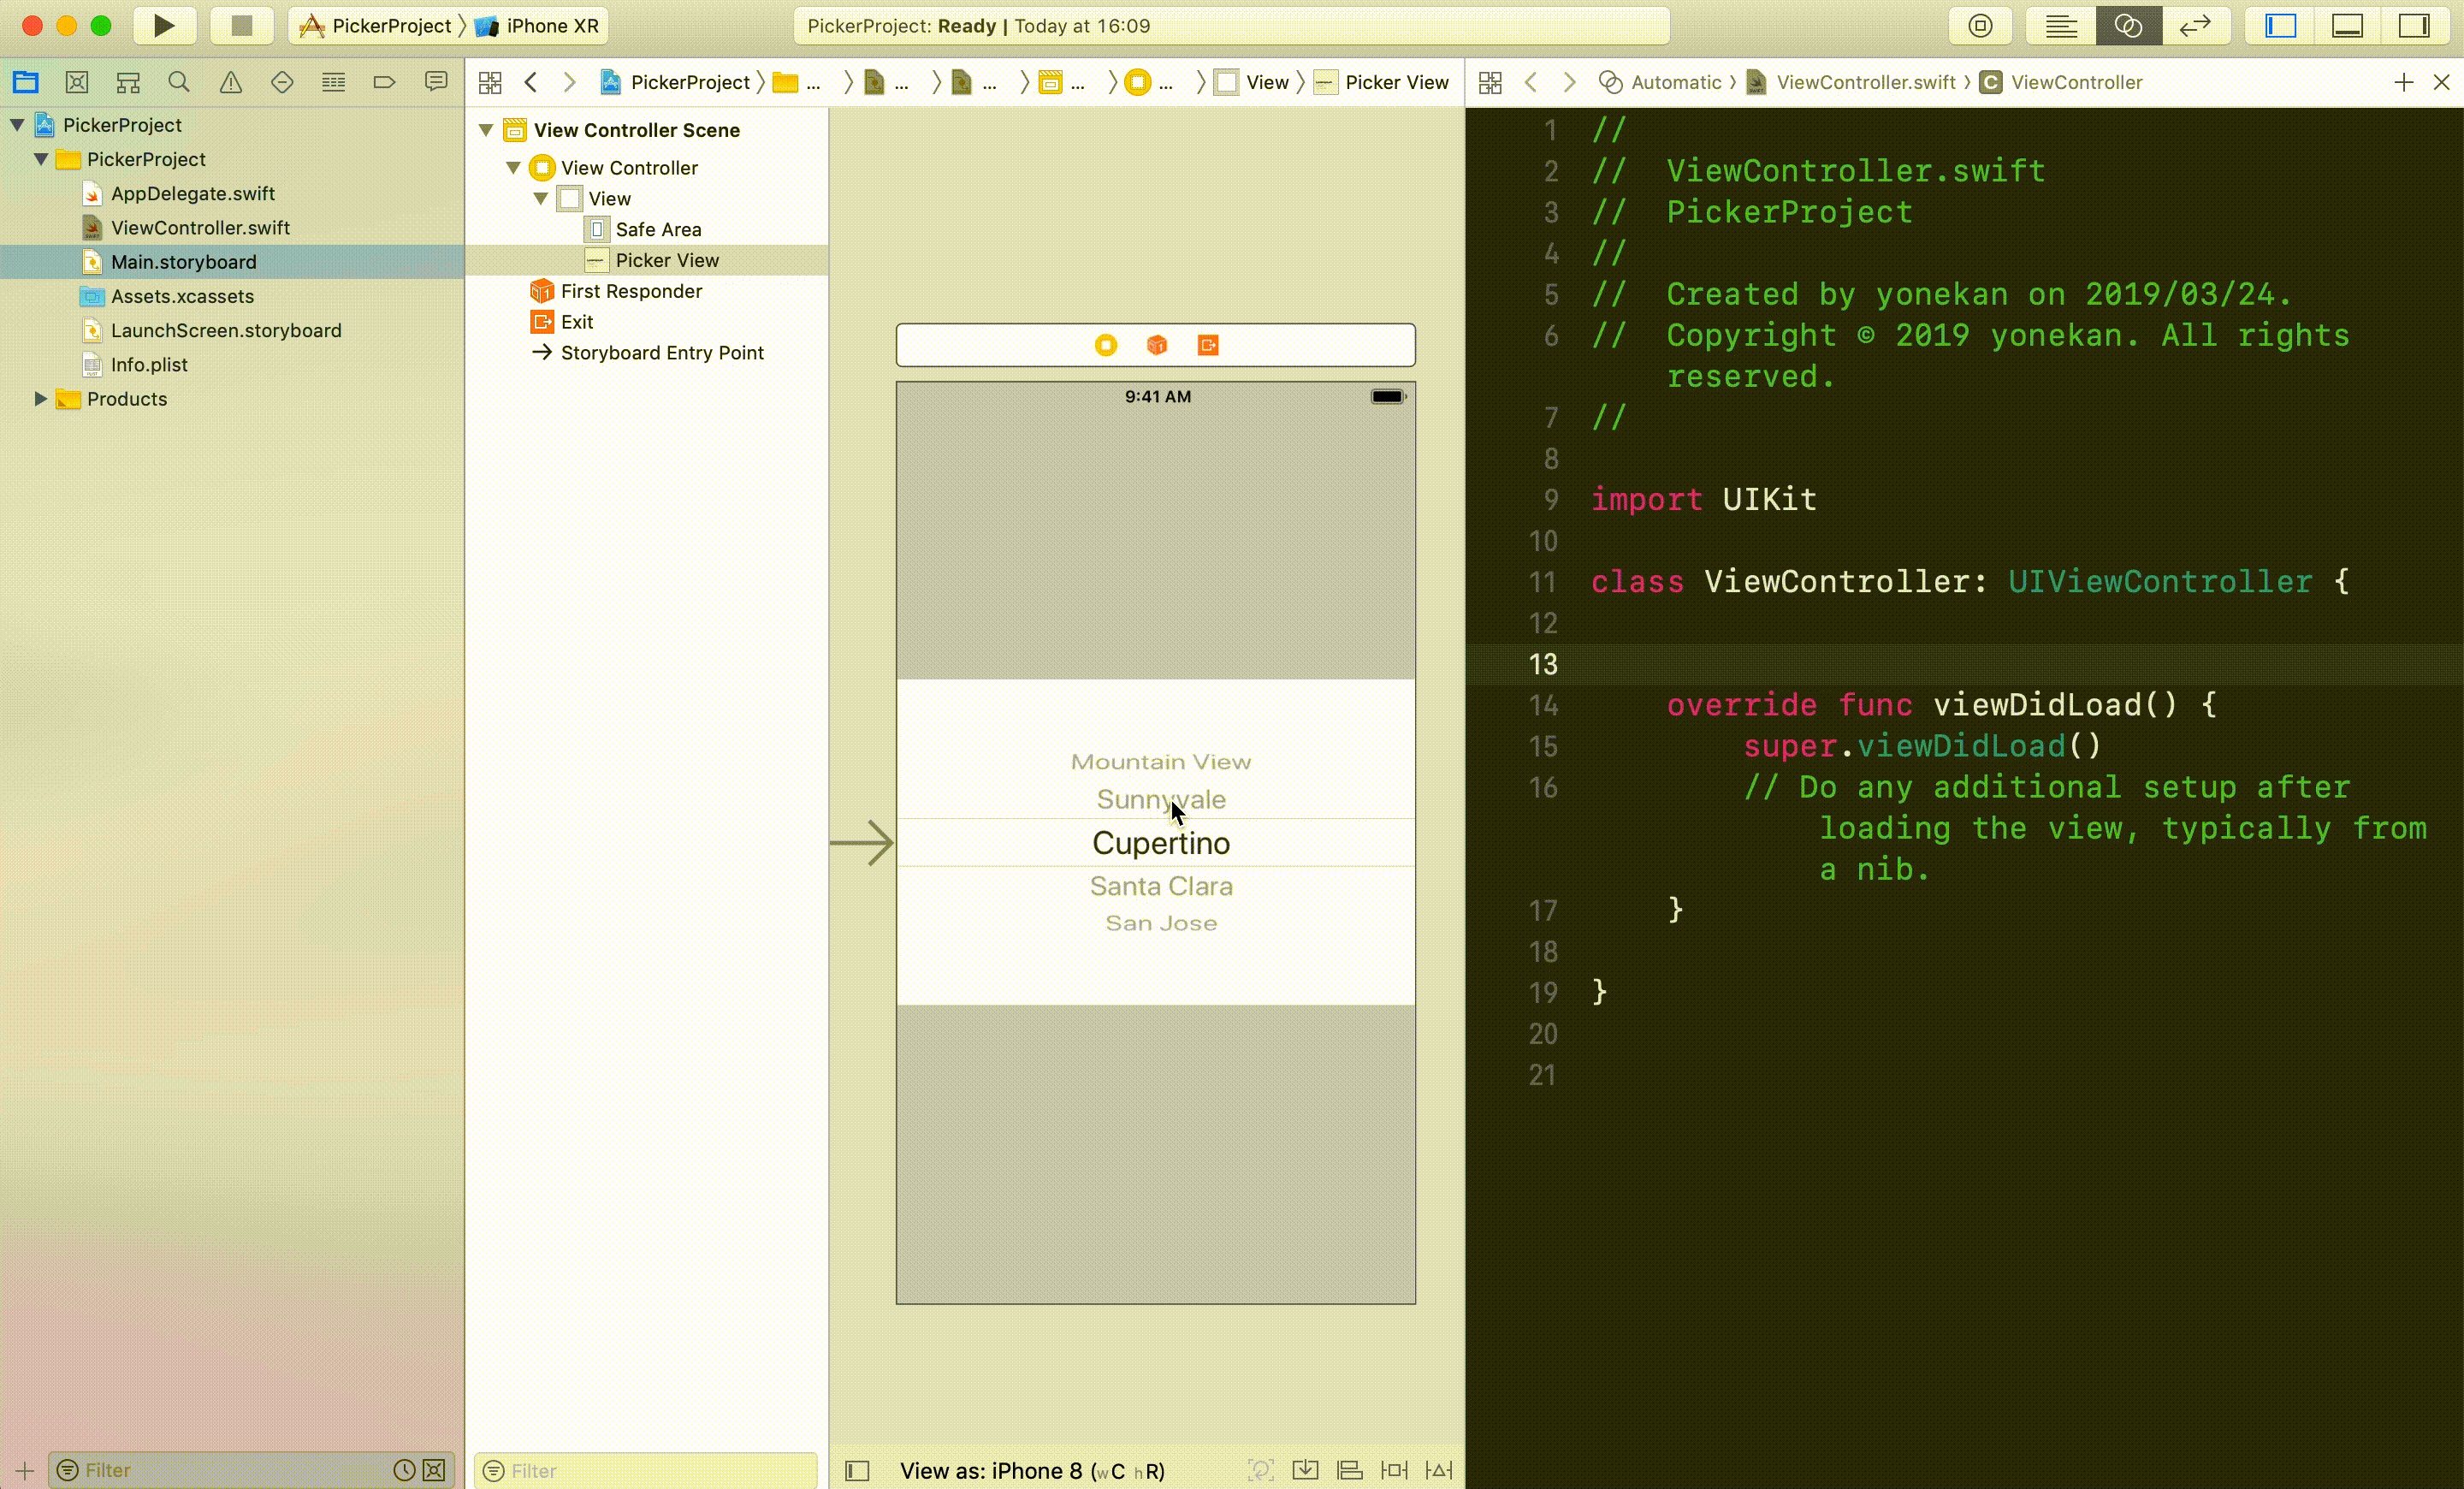 PickerProject 〉 iPhone XR
PickerProject: Ready | Today at 16:09
PickerProject
PickerProject
AppDelegate.swift
ViewController.swift
Main.storyboard
Assets.xcassets
LaunchScreen.storyboard
Info.plist
Products
Filter
PickerProject 〉 ... 〉 ... 〉 ... 〉 ... 〉 ... 〉 View 〉 Picker View
View Controller Scene
View Controller
View
Safe Area
Picker View
First Responder
Exit
Storyboard Entry Point
Filter
9:41 AM
Mountain View
Sunnyvale
Cupertino
Santa Clara
San Jose
View as: iPhone 8 (wC hR)
Automatic 〉 ViewController.swift 〉 C ViewController
1 //
2 //  ViewController.swift
3 //  PickerProject
4 //
5 //  Created by yonekan on 2019/03/24.
6 //  Copyright © 2019 yonekan. All rights
reserved.
7 //
8
9 import UIKit
10
11 class ViewController: UIViewController {
12
13
14     override func viewDidLoad() {
15         super.viewDidLoad()
16         // Do any additional setup after
loading the view, typically from
a nib.
17     }
18
19 }
20
21